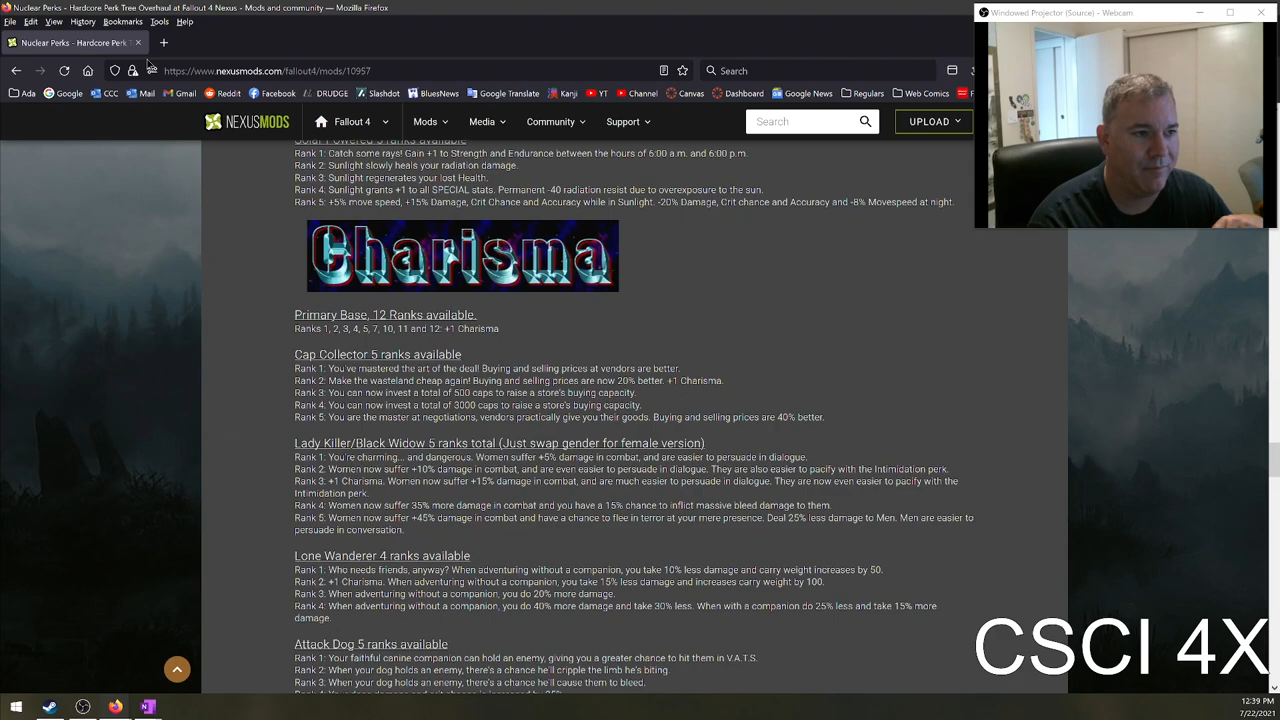 Nuclear Perks - Hardcore Perk Tree Overhaul at Fallout 4 Nexus - Mods and community — Mozilla Firefox
File Edit View History Bookmarks Tools Help
Windowed Projector (Source) - Webcam
Nuclear Perks - Hardcore Perk
https://www.nexusmods.com/fallout4/mods/10957
Search
Ada Google CCC Mail Gmail Reddit Facebook DRUDGE Slashdot BluesNews Google Translate Kanji YT Channel Canvas Dashboard Google News Regulars Web Comics
NEXUSMODS Fallout 4 Mods Media Community Support Search UPLOAD
Solar Powered 5 ranks available
Rank 1: Catch some rays! Gain +1 to Strength and Endurance between the hours of 6:00 a.m. and 6:00 p.m.
Rank 2: Sunlight slowly heals your radiation damage.
Rank 3: Sunlight regenerates your lost Health.
Rank 4: Sunlight grants +1 to all SPECIAL stats. Permanent -40 radiation resist due to overexposure to the sun.
Rank 5: +5% move speed, +15% Damage, Crit Chance and Accuracy while in Sunlight. -20% Damage, Crit chance and Accuracy and -8% Movespeed at night.
Charisma
Primary Base, 12 Ranks available.
Ranks 1, 2, 3, 4, 5, 7, 10, 11 and 12: +1 Charisma
Cap Collector 5 ranks available
Rank 1: You've mastered the art of the deal! Buying and selling prices at vendors are better.
Rank 2: Make the wasteland cheap again! Buying and selling prices are now 20% better. +1 Charisma.
Rank 3: You can now invest a total of 500 caps to raise a store's buying capacity.
Rank 4: You can now invest a total of 3000 caps to raise a store's buying capacity.
Rank 5. You care the master at negotiations, vendors practically give you their goods. Buying and selling prices are 40% better.
Lady Killer/Black Widow 5 ranks total (Just swap gender for female version)
Rank 1: You're charming... and dangerous. Women suffer +5% damage in combat, and are easier to persuade in dialogue.
Rank 2: Women now suffer +10% damage in combat, and are even easier to persuade in dialogue. They are also easier to pacify with the Intimidation perk.
Rank 3: +1 Charisma. Women now suffer +15% damage in combat, and are much easier to persuade in dialogue. They are now even easier to pacify with the
Intimidation perk.
Rank 4: Women now suffer 35% more damage in combat and you have a 15% chance to inflict massive bleed damage to them.
Rank 5: Women now suffer +45% damage in combat and have a chance to flee in terror at your mere presence. Deal 25% less damage to Men. Men are easier to
persuade in conversation.
Lone Wanderer 4 ranks available
Rank 1: Who needs friends, anyway? When adventuring without a companion, you take 10% less damage and carry weight increases by 50.
Rank 2: +1 Charisma. When adventuring without a companion, you take 15% less damage and increases carry weight by 100.
Rank 3: When adventuring without a companion, you do 20% more damage.
Rank 4: When adventuring without a companion, you do 40% more damage and take 30% less. When with a companion do 25% less and take 15% more
damage.
Attack Dog 5 ranks available
Rank 1: Your faithful canine companion can hold an enemy, giving you a greater chance to hit them in V.A.T.S.
Rank 2: When your dog holds an enemy, there's a chance he'll cripple the limb he's biting.
Rank 3: When your dog holds an enemy, there's a chance he'll cause them to bleed.
CSCI 4X
12:39 PM
7/22/2021